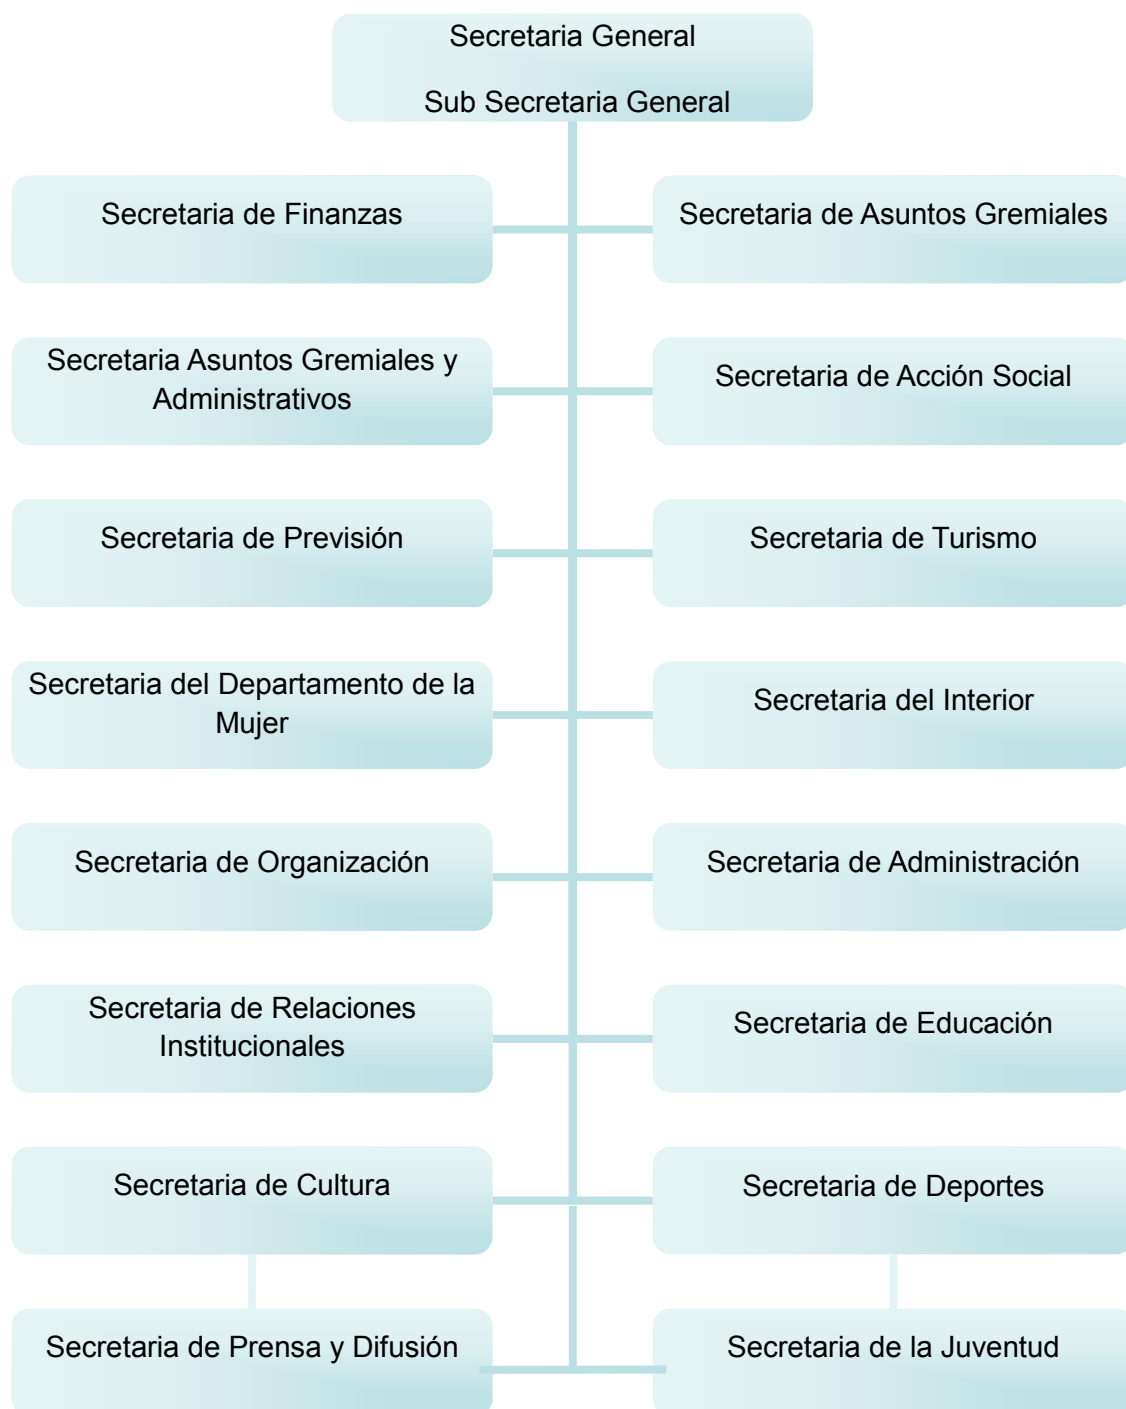 Secretaria General
Sub Secretaria General
Secretaria de Finanzas
Secretaria de Asuntos Gremiales
Secretaria Asuntos Gremiales y
Administrativos
Secretaria de Acción Social
Secretaria de Previsión
Secretaria de Turismo
Secretaria del Departamento de la
Mujer
Secretaria del Interior
Secretaria de Organización
Secretaria de Administración
Secretaria de Relaciones
Institucionales
Secretaria de Educación
Secretaria de Cultura
Secretaria de Deportes
Secretaria de Prensa y Difusión
Secretaria de la Juventud